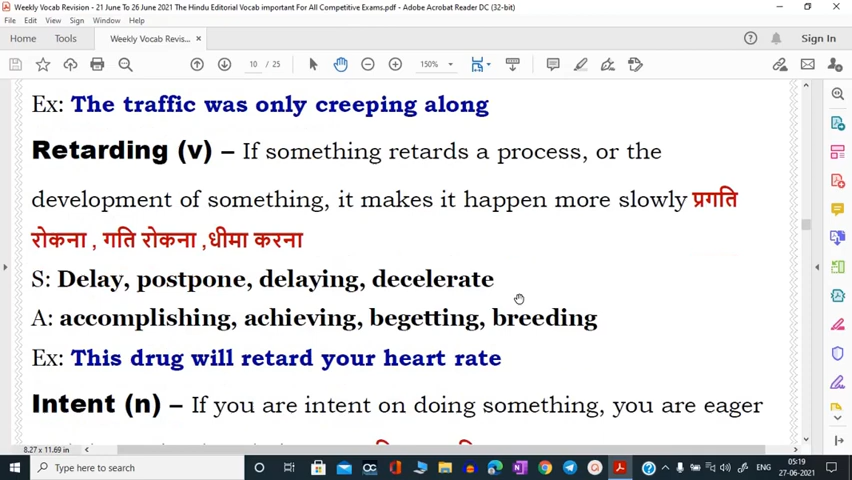 Weekly Vocab Revision - 21 June To 26 June 2021 The Hindu Editorial Vocab important For All Competitive Exams.pdf - Adobe Acrobat Reader DC (32-bit)
File Edit View Sign Window Help
Home Tools Weekly Vocab Revis... × Sign In
10 / 25 150%
Ex: The traffic was only creeping along
Retarding (v) – If something retards a process, or the
development of something, it makes it happen more slowly प्रगति
रोकना , गति रोकना ,धीमा करना
S: Delay, postpone, delaying, decelerate
A: accomplishing, achieving, begetting, breeding
Ex: This drug will retard your heart rate
Intent (n) – If you are intent on doing something, you are eager
8.27 x 11.69 in
Type here to search
ENG
05:19
27-06-2021